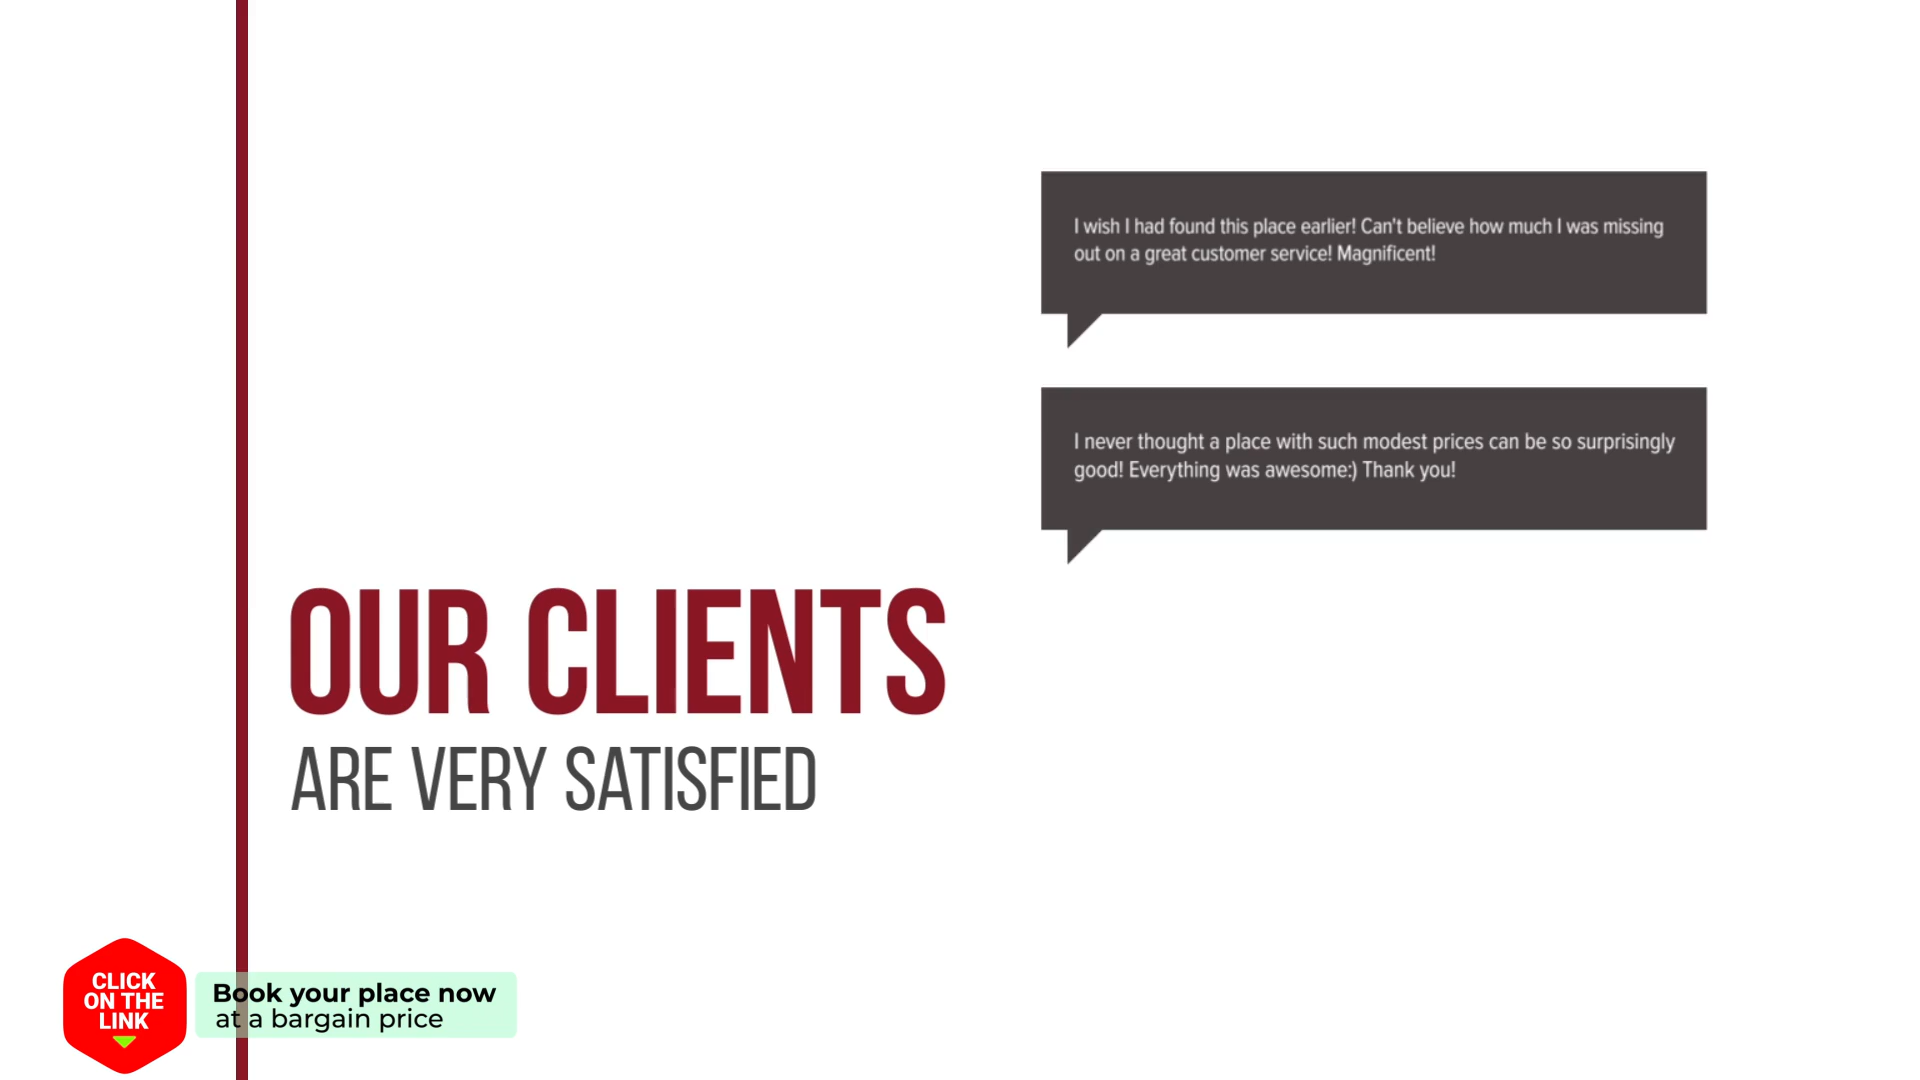 I wish I had found this place earlier! Can't believe how much I was missing
out on a great customer service! Magnificent!
I never thought a place with such modest prices can be so surprisingly
good! Everything was awesome:) Thank you!
OUR CLIENTS
ARE VERY SATISFIED
CLICK
ON THE
LINK
Book your place now
at a bargain price